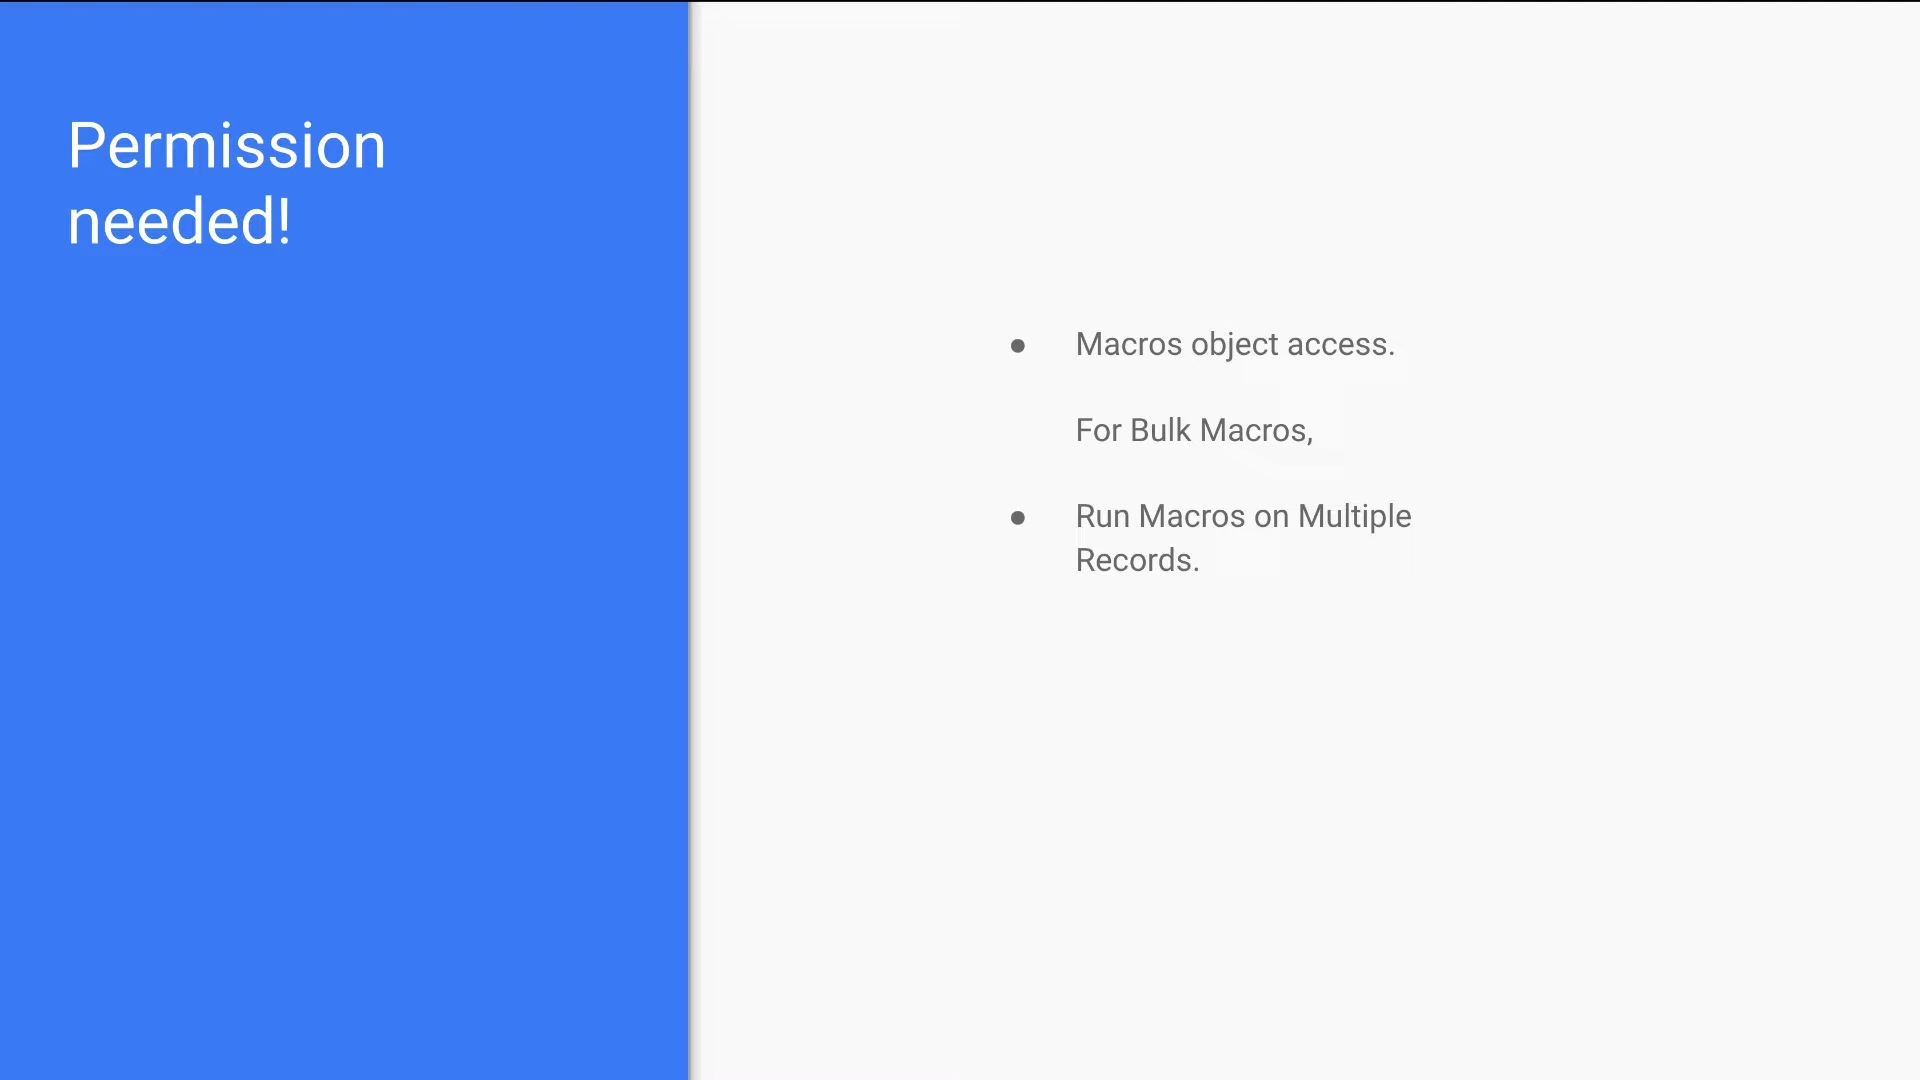 Permission
needed!
● Macros object access.
For Bulk Macros,
● Run Macros on Multiple
Records.